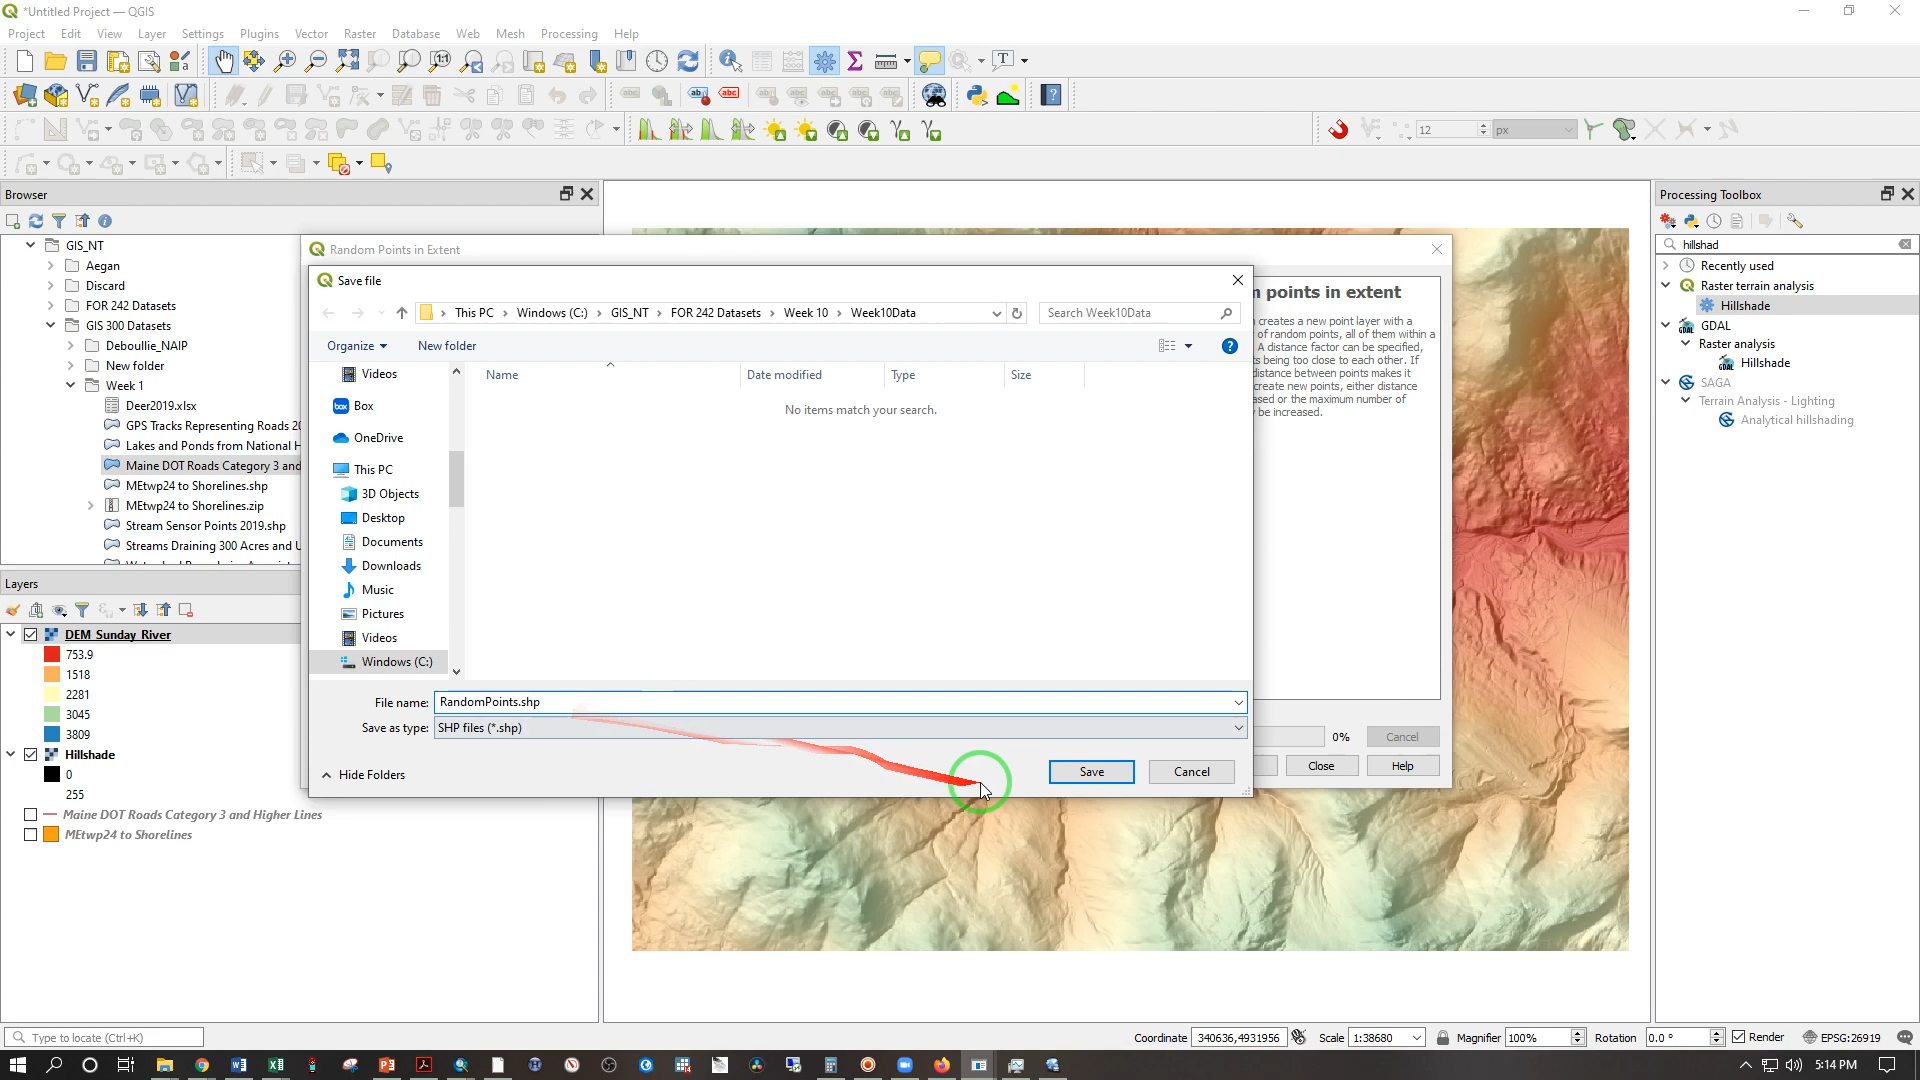 *Untitled Project — QGIS
Project Edit View Layer Settings Plugins Vector Raster Database Web Mesh Processing Help
12 px
Browser
GIS_NT
Aegan
Discard
FOR 242 Datasets
GIS 300 Datasets
Deboullie_NAIP
New folder
Week 1
Deer2019.xlsx
GPS Tracks Representing Roads 20
Lakes and Ponds from National H
Maine DOT Roads Category 3 and
MEtwp24 to Shorelines.shp
MEtwp24 to Shorelines.zip
Stream Sensor Points 2019.shp
Streams Draining 300 Acres and U
Layers
DEM Sunday River
753.9
1518
2281
3045
3809
Hillshade
0
255
Maine DOT Roads Category 3 and Higher Lines
MEtwp24 to Shorelines
Random Points in Extent
Save file
This PC > Windows (C:) > GIS_NT > FOR 242 Datasets > Week 10 > Week10Data
Search Week10Data
Organize New folder
Name Date modified Type Size
No items match your search.
Videos
Box
OneDrive
This PC
3D Objects
Desktop
Documents
Downloads
Music
Pictures
Videos
Windows (C:)
File name: RandomPoints.shp
Save as type: SHP files (*.shp)
Hide Folders
Save Cancel
points in extent
creates a new point layer with a
of random points, all of them within a
A distance factor can be specified,
s being too close to each other. If
distance between points makes it
create new points, either distance
ased or the maximum number of
be increased.
0% Cancel
Close Help
Processing Toolbox
hillshad
Recently used
Raster terrain analysis
Hillshade
GDAL
Raster analysis
Hillshade
SAGA
Terrain Analysis - Lighting
Analytical hillshading
Type to locate (Ctrl+K)
Coordinate 340636,4931956 Scale 1:38680 Magnifier 100% Rotation 0.0 ° Render EPSG:26919
5:14 PM